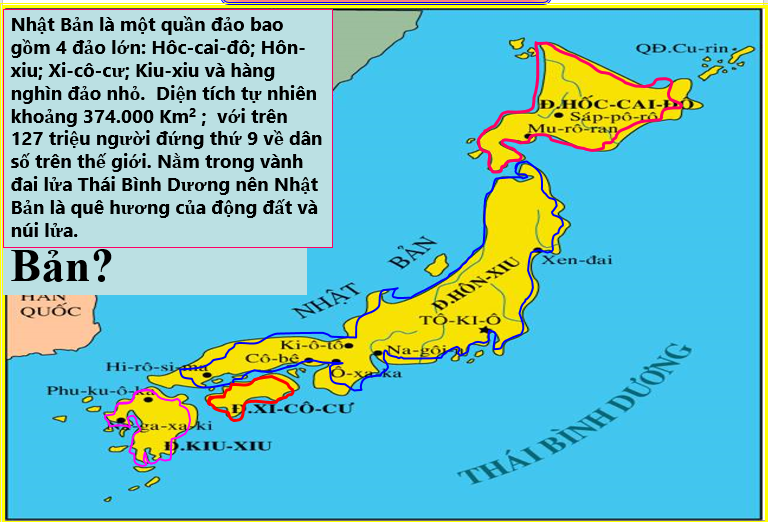 Nhật Bản là một quần đảo bao
gồm 4 đảo lớn: Hôc-cai-đô; Hôn-
xiu; Xi-cô-cư; Kiu-xiu và hàng
nghìn đảo nhỏ. Diện tích tự nhiên
khoảng 374.000 Km² ; với trên
127 triệu người đứng thứ 9 về dân
số trên thế giới. Nằm trong vành
đai lửa Thái Bình Dương nên Nhật
Bản là quê hương của động đất và
núi lửa.
Bản?
HÀN
QUỐC
QĐ.Cu-rin
Đ.HỐC-CAI-ĐÔ
Sáp-pô-rô
Mu-rô-ran
NHẬT BẢN
Đ.HÔN-XIU
Xen-đai
TÔ-KI-Ô
Ki-ô-tô
Na-gôi-a
Cô-bê
Ô-xa-ka
Hi-rô-si-ma
Phu-ku-ô-ka
Đ.XI-CÔ-CƯ
Na-ga-xa-ki
Đ.KIU-XIU
THÁI BÌNH DƯƠNG